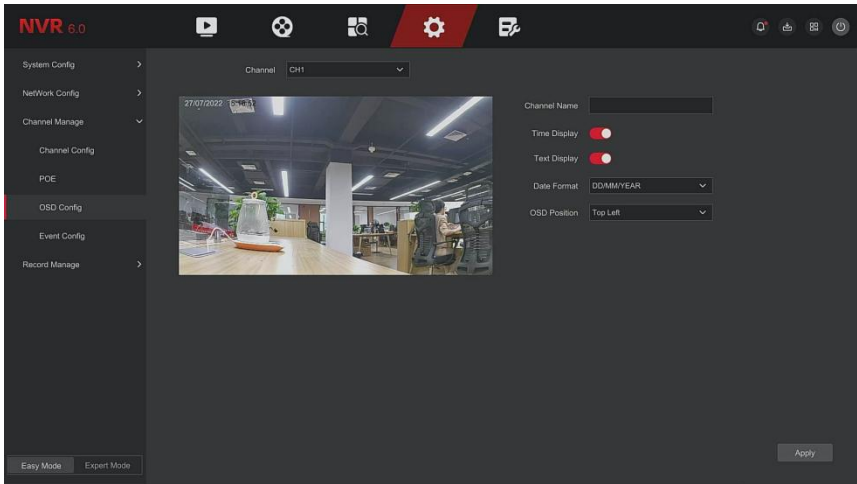 NVR 6.0
System Config
NetWork Config
Channel Manage
Channel Config
POE
OSD Config
Event Config
Record Manage
Easy Mode
Expert Mode
Channel CH1
27/07/2022
Channel Name
Time Display
Text Display
Date Format DD/MM/YEAR
OSD Position Top Left
Apply